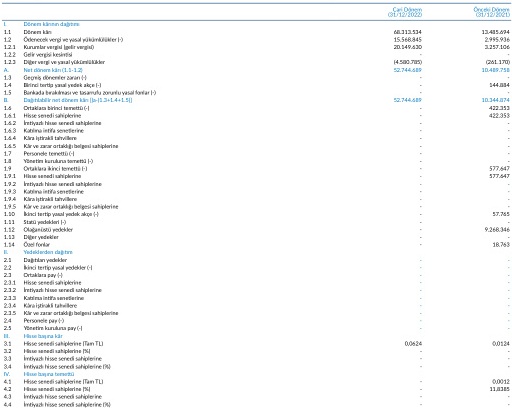 Cari Dönem Önceki Dönem
(31/12/2022) (31/12/2021)
I. Dönem kârının dağıtımı
1.1 Dönem kârı 68.313.534 13.485.694
1.2 Ödenecek vergi ve yasal yükümlülükler (-) 15.568.845 2.995.936
1.2.1 Kurumlar vergisi (gelir vergisi) 20.149.630 3.257.106
1.2.2 Gelir vergisi kesintisi - -
1.2.3 Diğer vergi ve yasal yükümlülükler (4.580.785) (261.170)
A. Net dönem kârı (1.1-1.2) 52.744.689 10.489.758
1.3 Geçmiş dönemler zararı (-) - -
1.4 Birinci tertip yasal yedek akçe (-) - 144.884
1.5 Bankada bırakılması ve tasarrufu zorunlu yasal fonlar (-) - -
B. Dağıtılabilir net dönem kârı [(a-(1.3+1.4+1.5)] 52.744.689 10.344.874
1.6 Ortaklara birinci temettü (-) - 422.353
1.6.1 Hisse senedi sahiplerine - 422.353
1.6.2 İmtiyazlı hisse senedi sahiplerine - -
1.6.3 Katılma intifa senetlerine - -
1.6.4 Kâra iştirakli tahvillere - -
1.6.5 Kâr ve zarar ortaklığı belgesi sahiplerine - -
1.7 Personele temettü (-) - -
1.8 Yönetim kuruluna temettü (-) - -
1.9 Ortaklara ikinci temettü (-) - 577.647
1.9.1 Hisse senedi sahiplerine - 577.647
1.9.2 İmtiyazlı hisse senedi sahiplerine - -
1.9.3 Katılma intifa senetlerine - -
1.9.4 Kâra iştirakli tahvillere - -
1.9.5 Kâr ve zarar ortaklığı belgesi sahiplerine - -
1.10 İkinci tertip yasal yedek akçe (-) - 57.765
1.11 Statü yedekleri (-) - -
1.12 Olağanüstü yedekler - 9.268.346
1.13 Diğer yedekler - -
1.14 Özel fonlar - 18.763
II. Yedeklerden dağıtım
2.1 Dağıtılan yedekler - -
2.2 İkinci tertip yasal yedekler (-) - -
2.3 Ortaklara pay (-) - -
2.3.1 Hisse senedi sahiplerine - -
2.3.2 İmtiyazlı hisse senedi sahiplerine - -
2.3.3 Katılma intifa senetlerine - -
2.3.4 Kâra iştirakli tahvillere - -
2.3.5 Kâr ve zarar ortaklığı belgesi sahiplerine - -
2.4 Personele pay (-) - -
2.5 Yönetim kuruluna pay (-) - -
III. Hisse başına kâr
3.1 Hisse senedi sahiplerine (Tam TL) 0,0624 0,0124
3.2 Hisse senedi sahiplerine (%) - -
3.3 İmtiyazlı hisse senedi sahiplerine - -
3.4 İmtiyazlı hisse senedi sahiplerine (%) - -
IV. Hisse başına temettü
4.1 Hisse senedi sahiplerine (Tam TL) - 0,0012
4.2 Hisse senedi sahiplerine (%) - 11,8385
4.3 İmtiyazlı hisse senedi sahiplerine - -
4.4 İmtiyazlı hisse senedi sahiplerine (%) - -